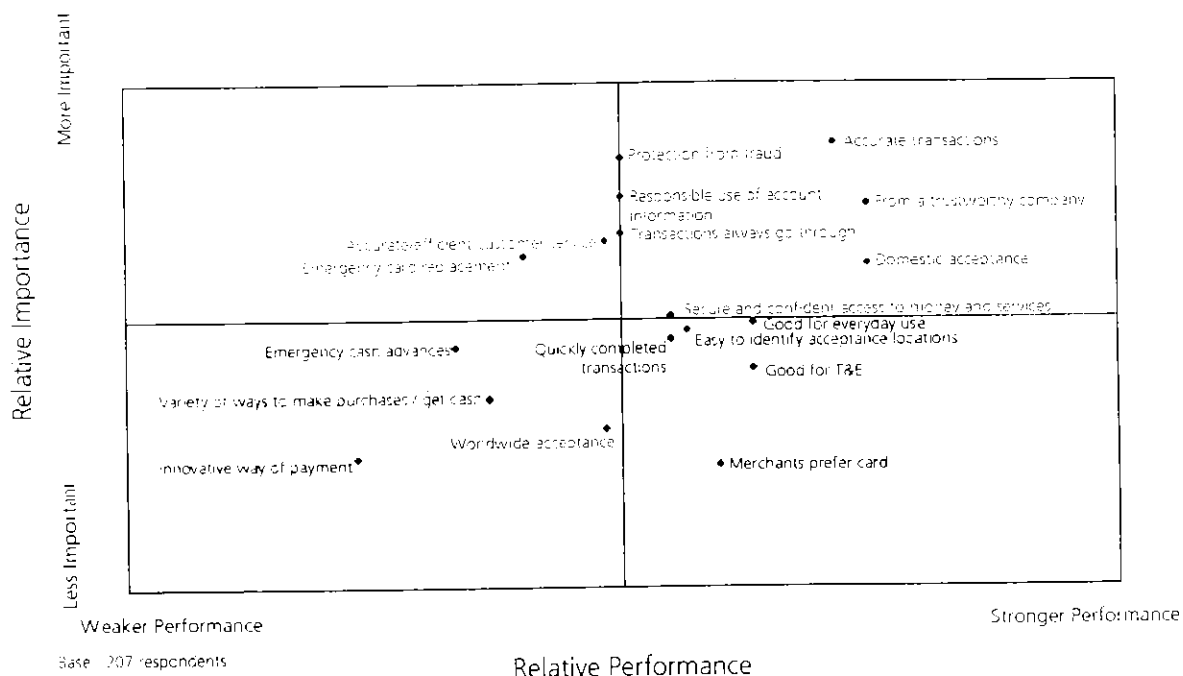 More Important
Relative Importance
Less Important
Protection from fraud
Accurate transactions
Responsible use of account
information
From a trustworthy company
Transactions always go through
Accurate/efficient customer service
Emergency card replacement
Domestic acceptance
Secure and confident access to money and services
Good for everyday use
Easy to identify acceptance locations
Quickly completed
transactions
Emergency cash advances
Good for T&E
Variety of ways to make purchases / get cash
Worldwide acceptance
Innovative way of payment
Merchants prefer card
Weaker Performance
Stronger Performance
Base 207 respondents
Relative Performance